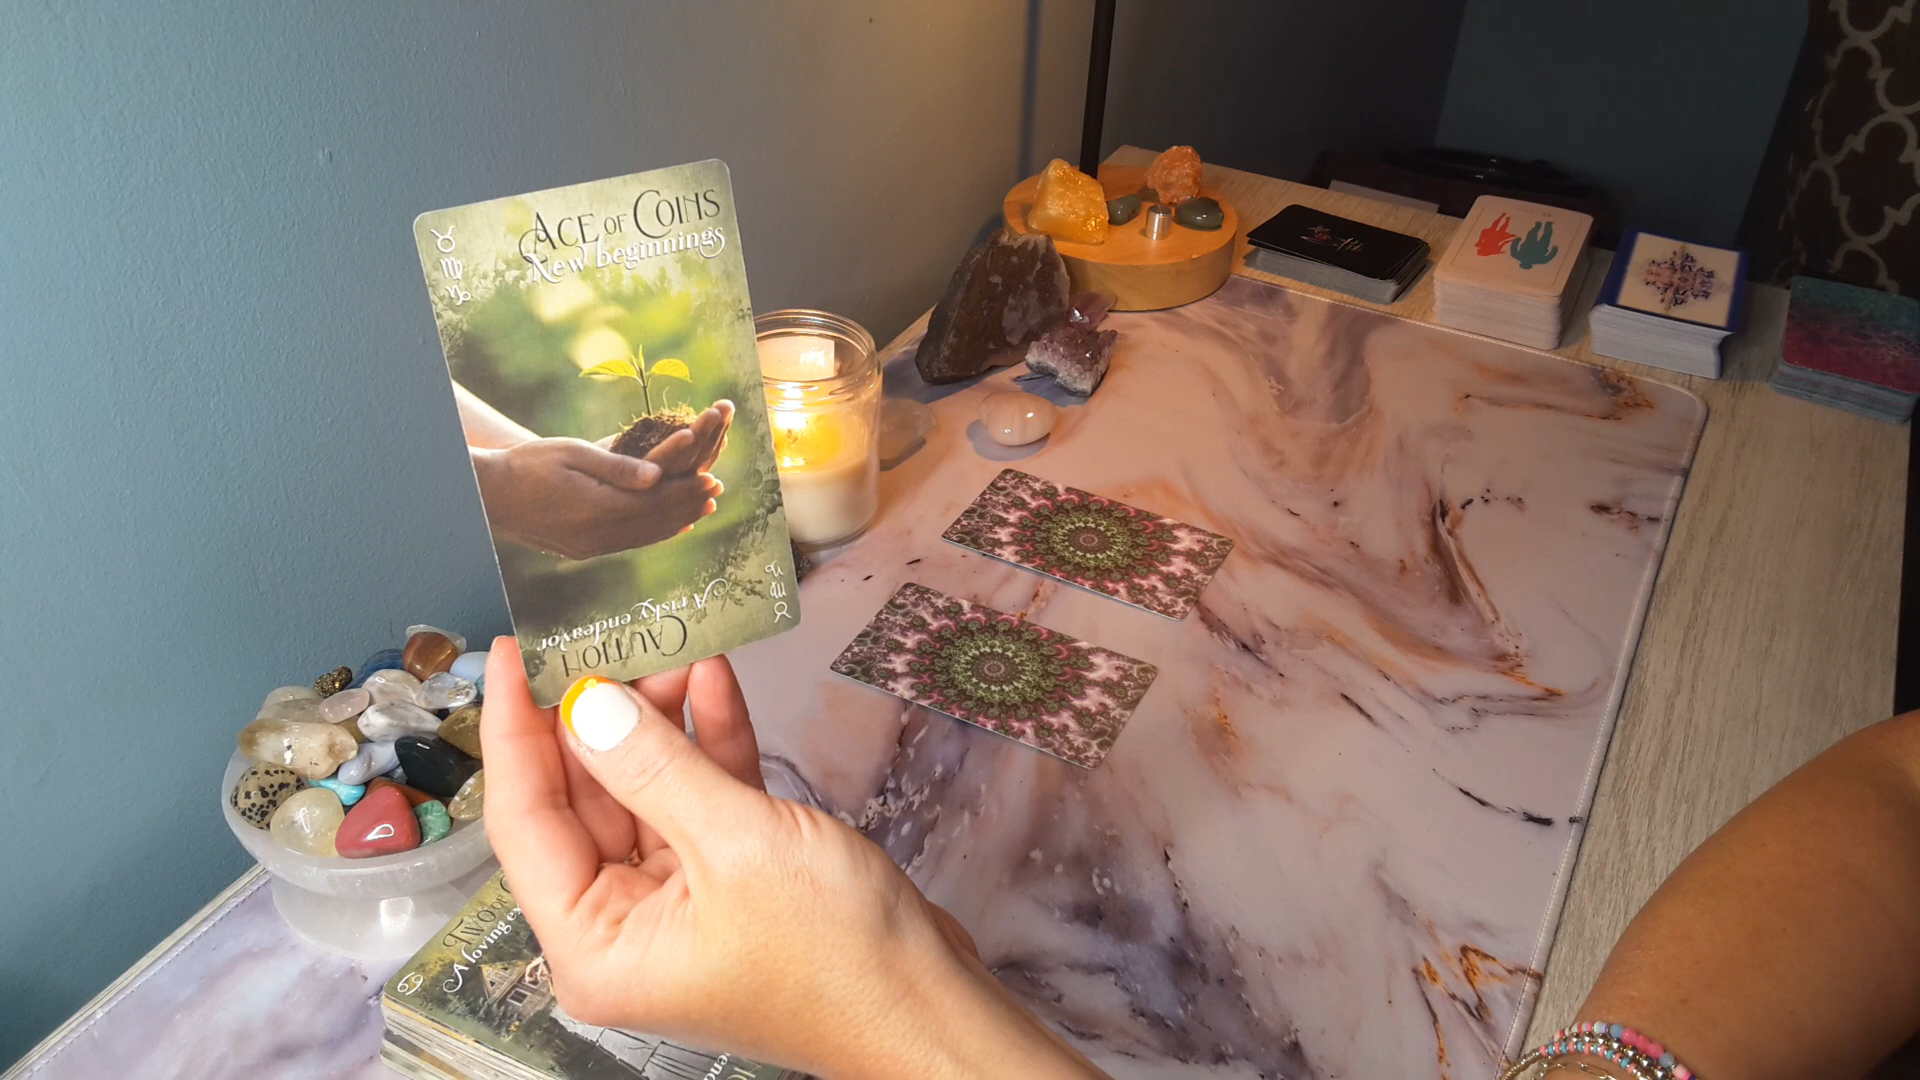 ACE OF COINS
New beginnings
A risky endeavor
CAUTION
TWO OF
A loving